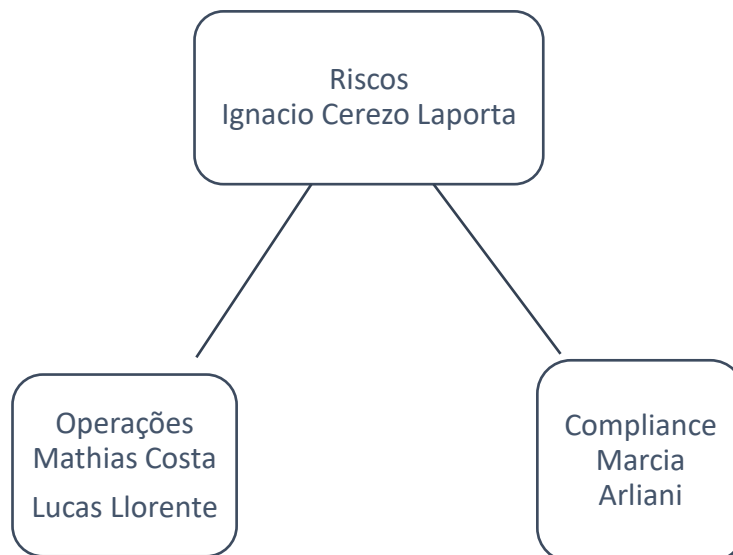 Riscos
Ignacio Cerezo Laporta
Operações
Mathias Costa
Lucas Llorente
Compliance
Marcia
Arliani